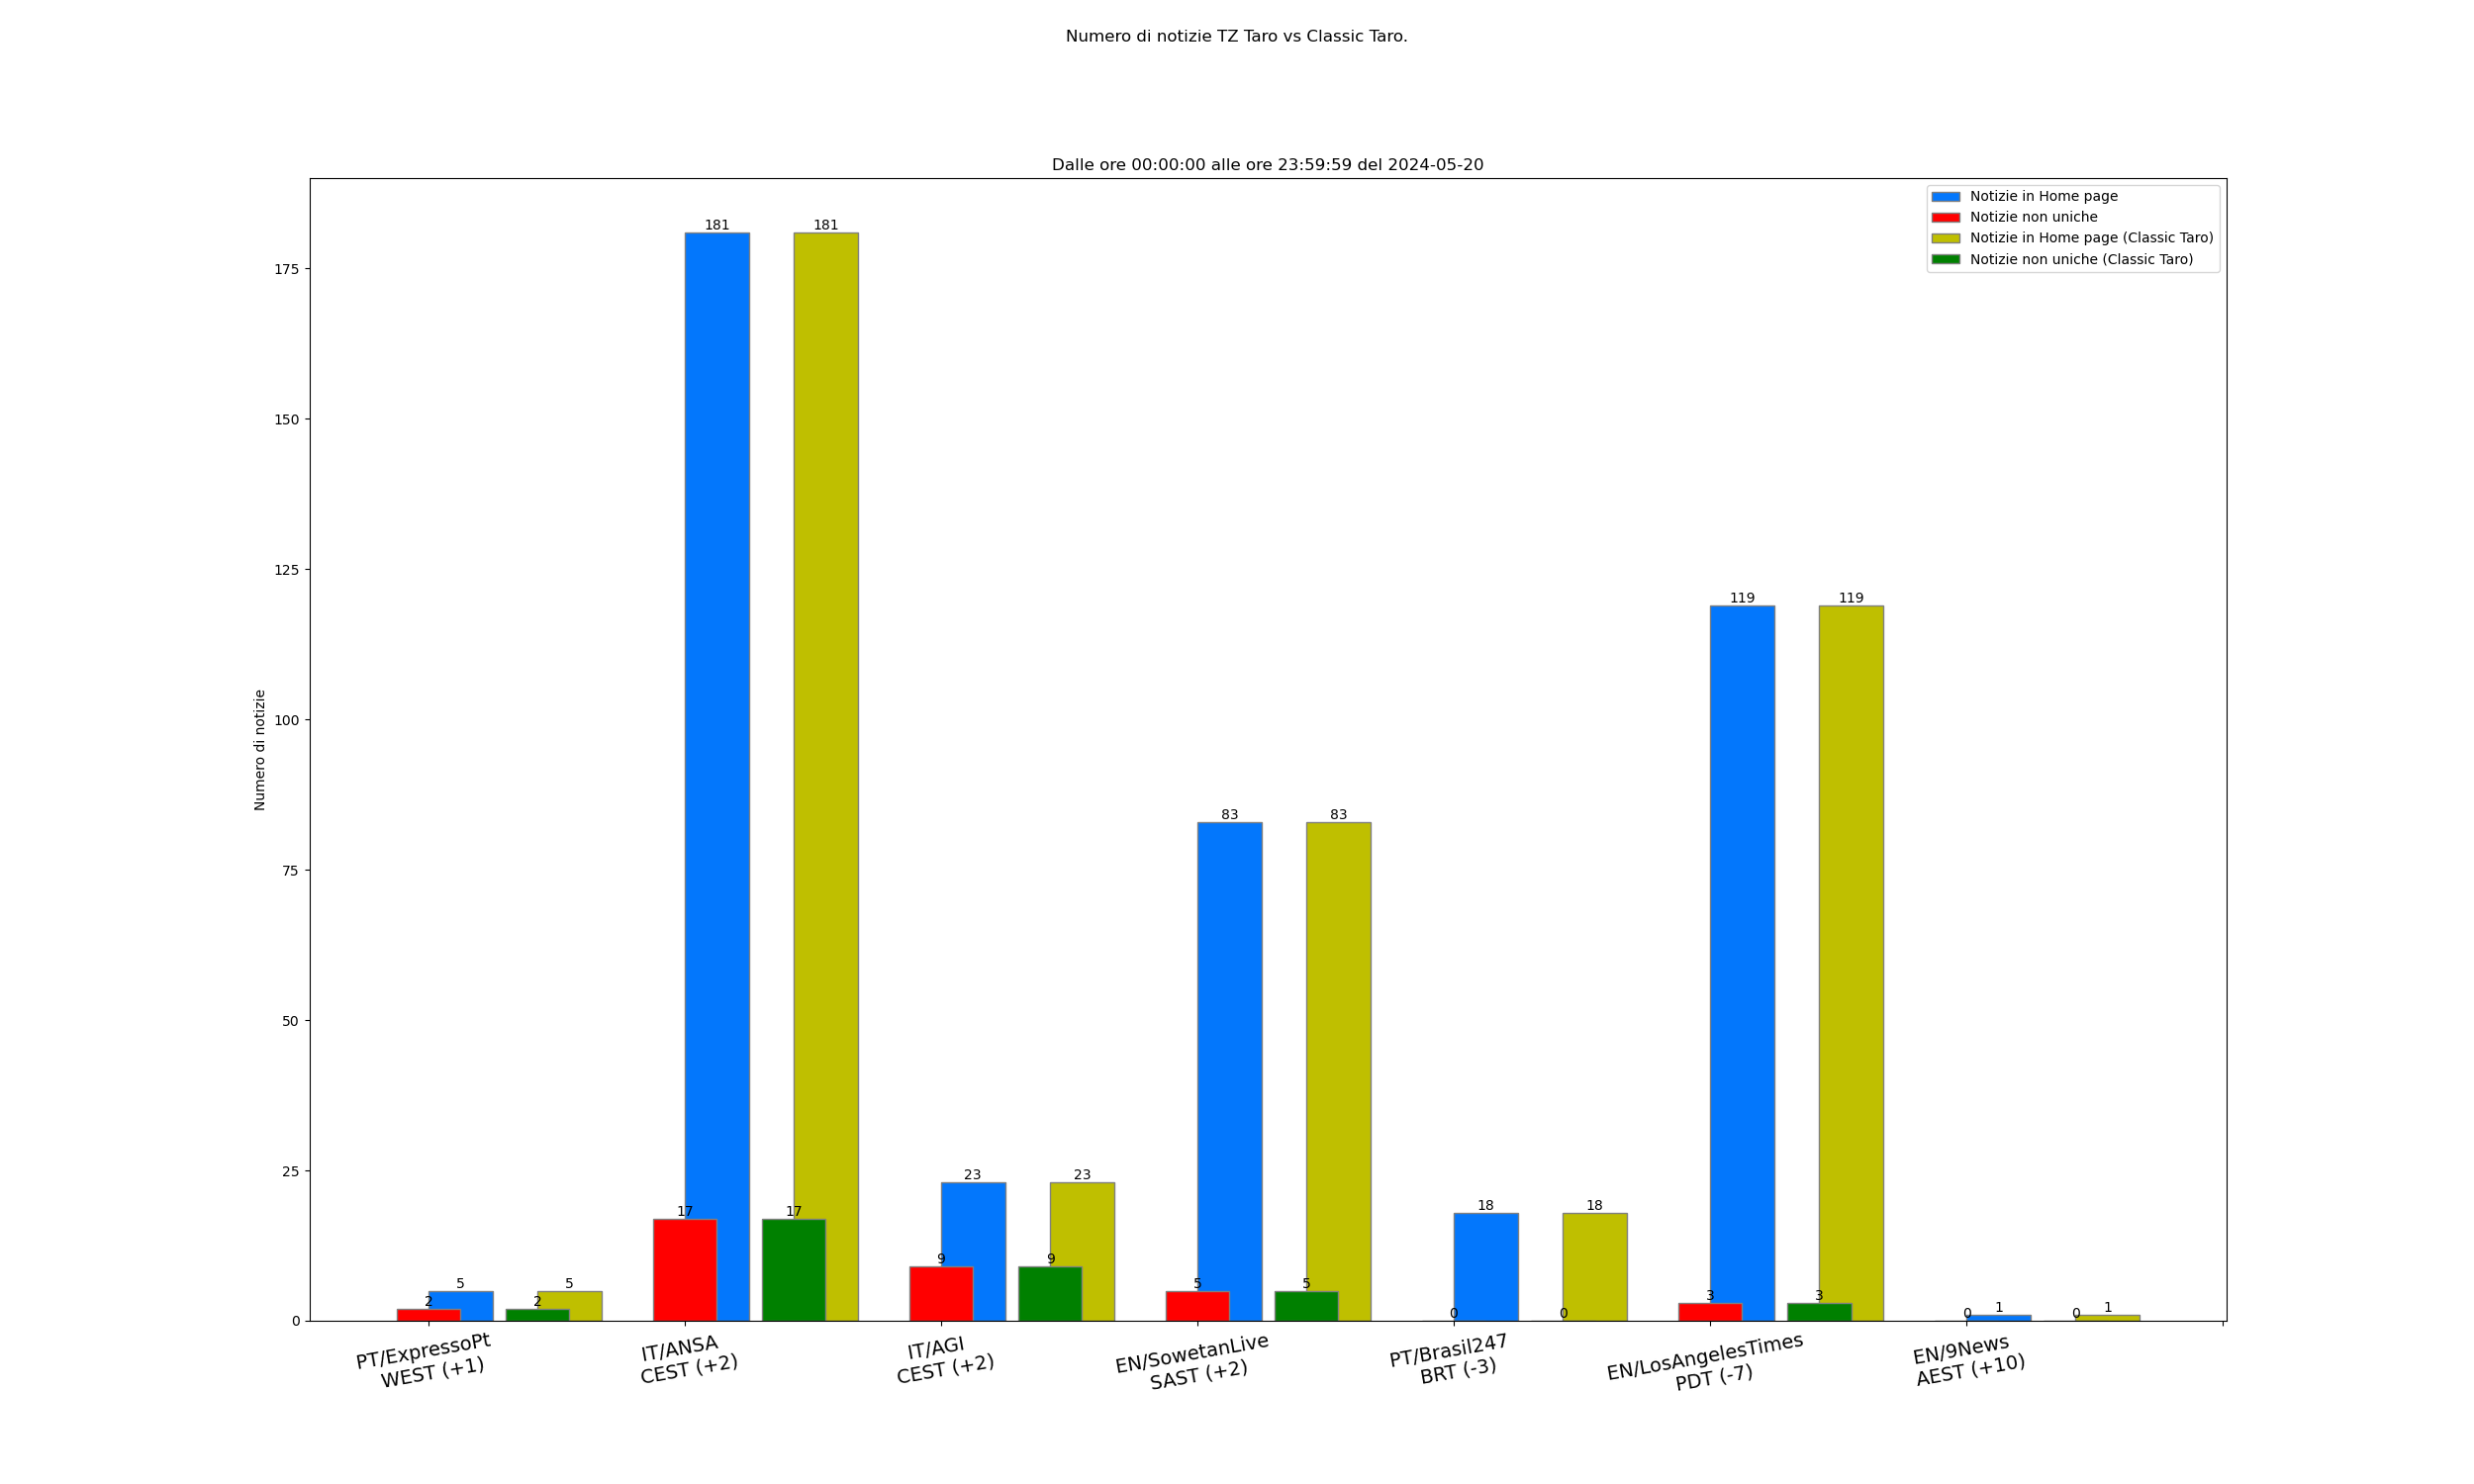 Numero di notizie TZ Taro vs Classic Taro.
Dalle ore 00:00:00 alle ore 23:59:59 del 2024-05-20
Notizie in Home page
Notizie non uniche
Notizie in Home page (Classic Taro)
Notizie non uniche (Classic Taro)
Numero di notizie
175
150
125
100
75
50
25
0
2
5
2
5
17
181
17
181
9
23
9
23
5
83
5
83
0
18
0
18
3
119
3
119
0
1
0
1
PT/ExpressoPt
WEST (+1)
IT/ANSA
CEST (+2)
IT/AGI
CEST (+2)
EN/SowetanLive
SAST (+2)
PT/Brasil247
BRT (-3)
EN/LosAngelesTimes
PDT (-7)
EN/9News
AEST (+10)